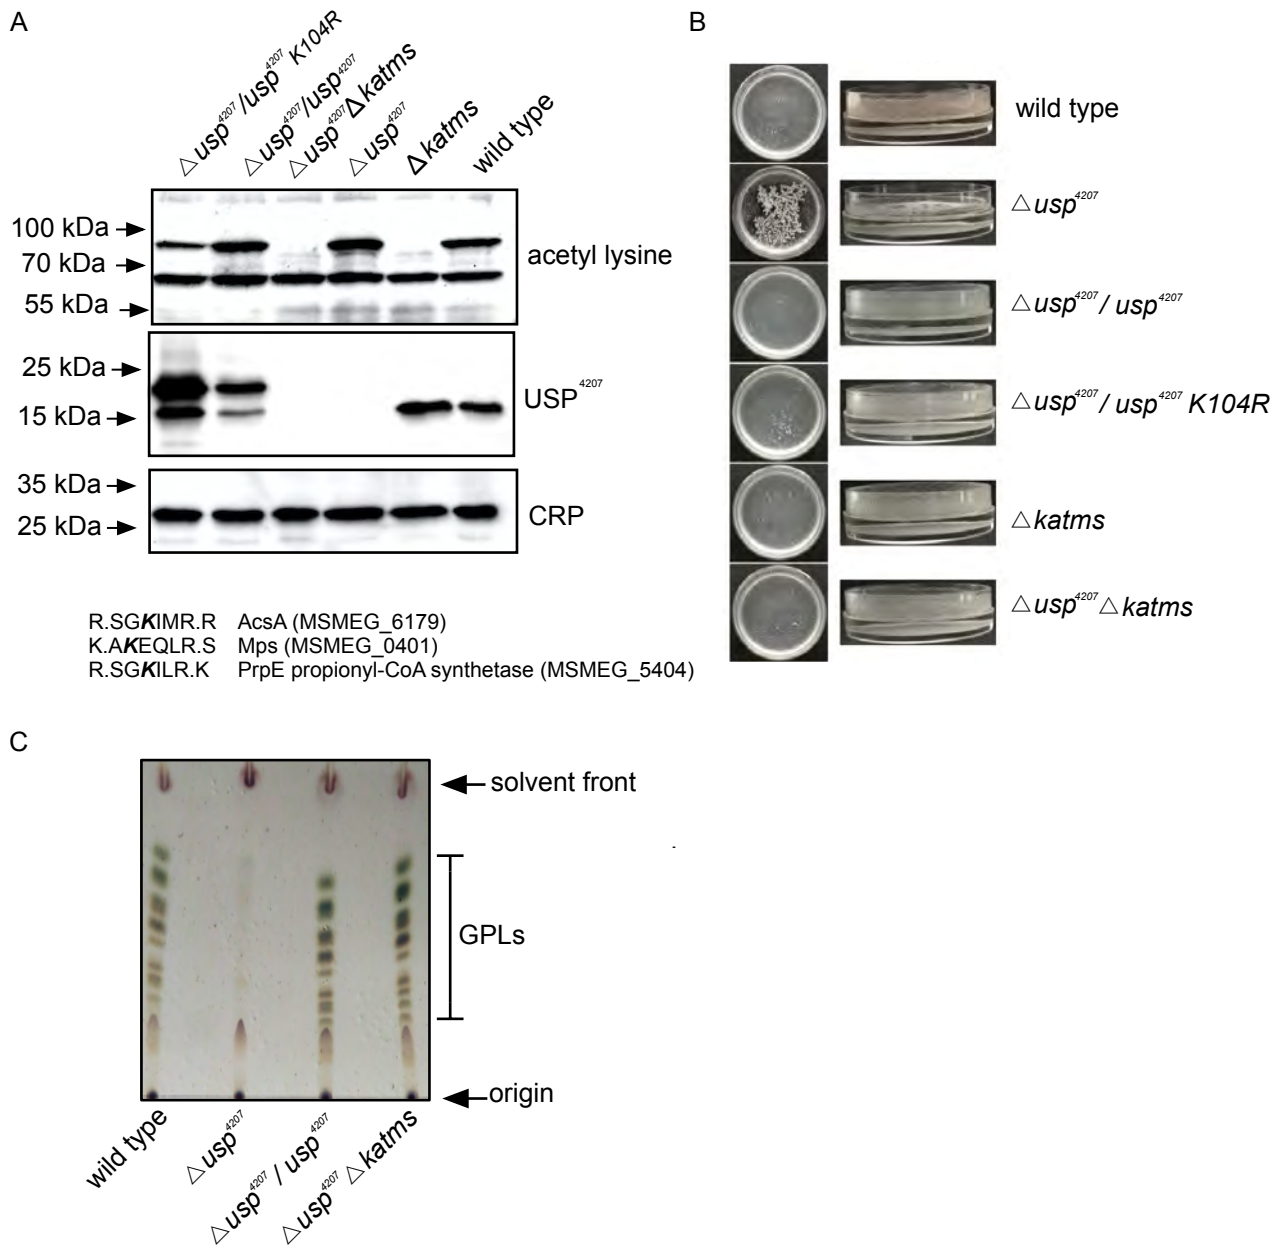 A
△usp4207/usp4207 K104R
△usp4207/usp4207
△usp4207Δkatms
△usp4207
Δkatms
wild type
100 kDa
70 kDa
55 kDa
acetyl lysine
25 kDa
15 kDa
USP4207
35 kDa
25 kDa
CRP
R.SGKIMR.R AcsA (MSMEG_6179)
K.AKEQLR.S Mps (MSMEG_0401)
R.SGKILR.K PrpE propionyl-CoA synthetase (MSMEG_5404)
B
wild type
△usp4207
△usp4207/ usp4207
△usp4207/ usp4207 K104R
△katms
△usp4207△katms
C
solvent front
GPLs
origin
wild type
△usp4207
△usp4207 / usp4207
△usp4207 △katms